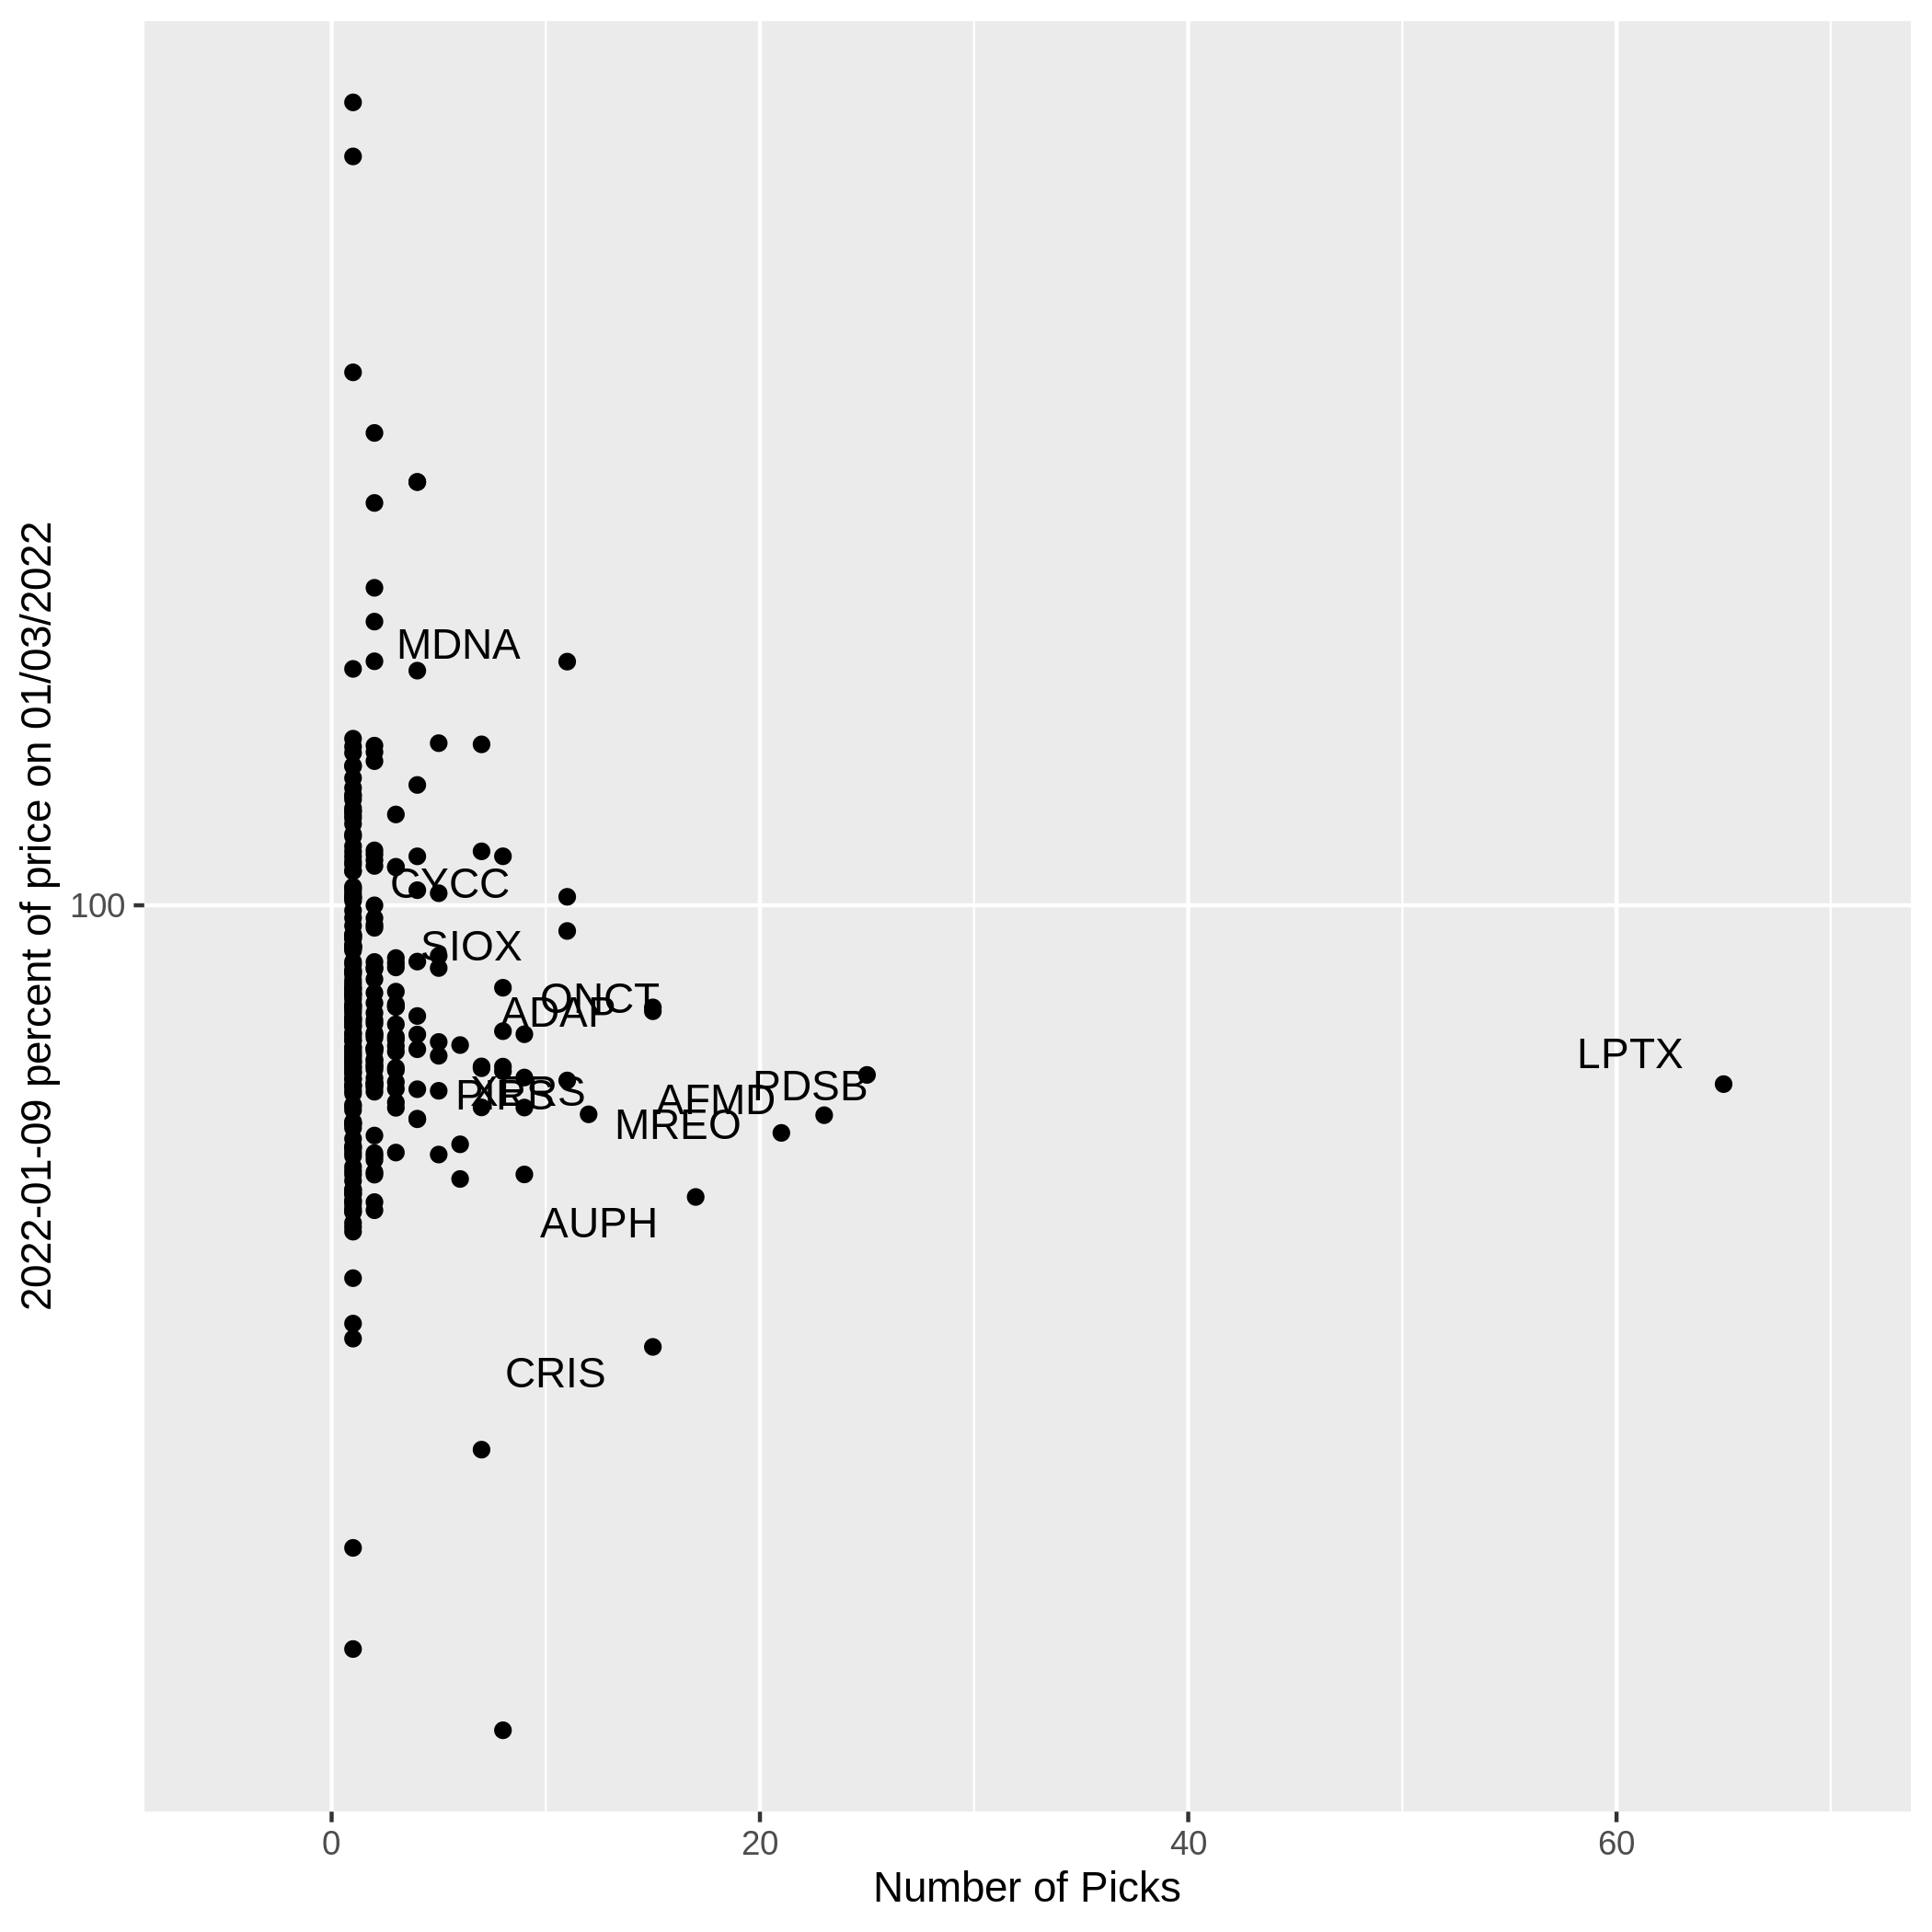 2022-01-09 percent of price on 01/03/2022
MDNA
CYCC
100
SIOX
ONCT
ADAP
LPTX
PDSB
AFMD
MREO
AUPH
CRIS
0 20 40 60
Number of Picks